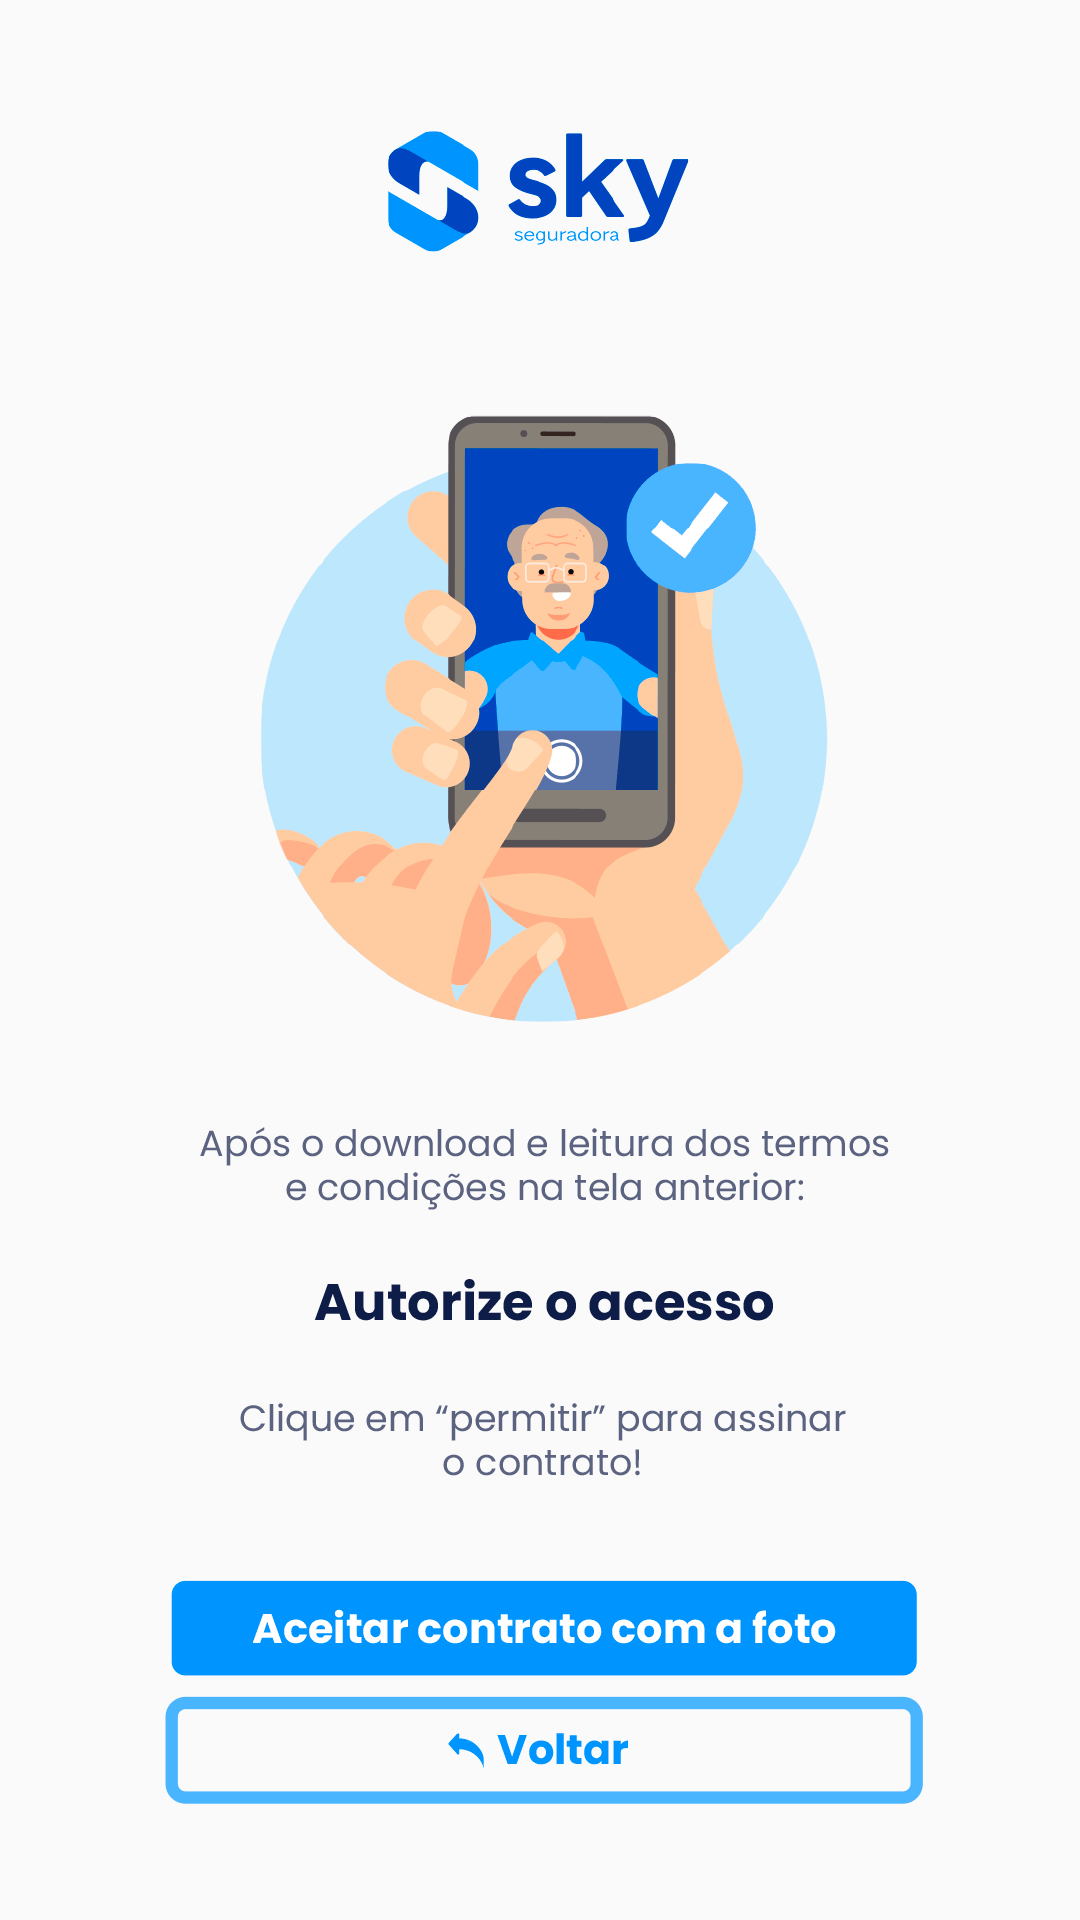 sky
seguradora
Após o download e leitura dos termos
e condições na tela anterior:
Autorize o acesso
Clique em “permitir” para assinar
o contrato!
Aceitar contrato com a foto
Voltar